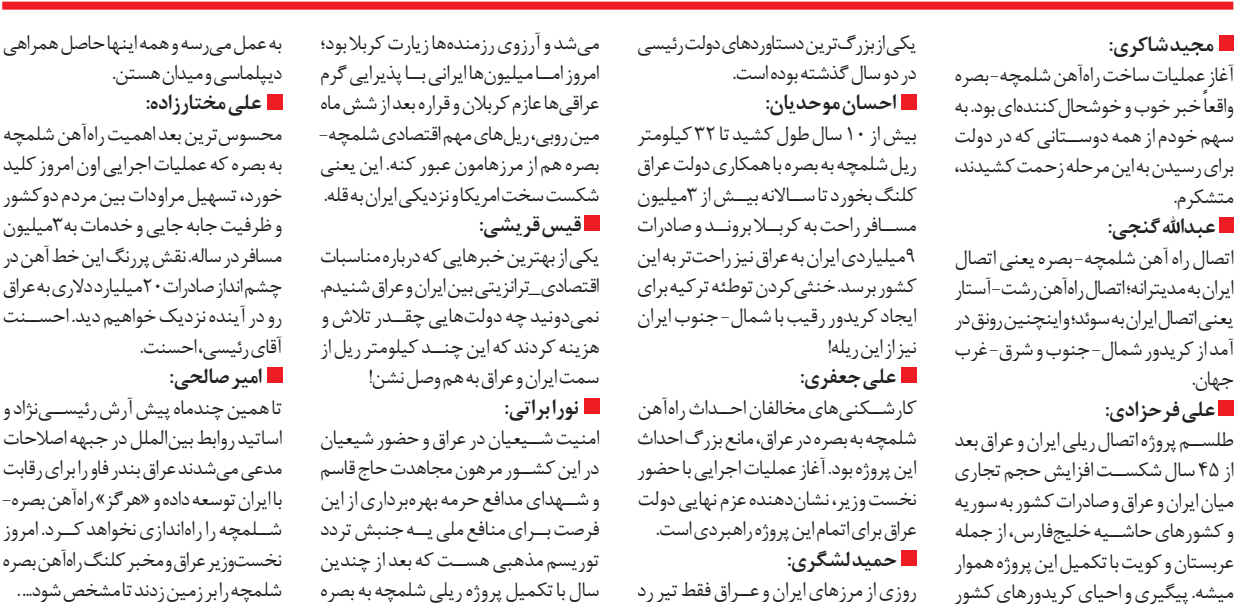 مجید شاکری:
آغاز عملیات ساخت راه‌آهن شلمچه-بصره
واقعاً خبر خوب و خوشحال‌کننده‌ای بود. به
سهم خودم از همه دوستانی که در دولت
برای رسیدن به این مرحله زحمت کشیدند،
متشکرم.
عبدالله گنجی:
اتصال راه آهن شلمچه-بصره یعنی اتصال
ایران به مدیترانه؛ اتصال راه‌آهن رشت-آستارا
یعنی اتصال ایران به سوئد؛ و اینچنین رونق در
آمد از کریدور شمال-جنوب و شرق-غرب
جهان.
علی فرحزادی:
طلسم پروژه اتصال ریلی ایران و عراق بعد
از ۴۵ سال شکست افزایش حجم تجاری
میان ایران و عراق و صادرات کشور به سوریه
و کشورهای حاشیه خلیج‌فارس، از جمله
عربستان و کویت با تکمیل این پروژه هموار
میشه. پیگیری و احیای کریدورهای کشور
یکی از بزرگ‌ترین دستاوردهای دولت رئیسی
در دو سال گذشته بوده است.
احسان موحدیان:
بیش از ۱۰ سال طول کشید تا ۳۲ کیلومتر
ریل شلمچه به بصره با همکاری دولت عراق
کلنگ بخورد تا سالانه بیش از ۳میلیون
مسافر راحت به کربلا بروند و صادرات
۹میلیاردی ایران به عراق نیز راحت‌تر به این
کشور برسد. خنثی کردن توطئه ترکیه برای
ایجاد کریدور رقیب با شمال- جنوب ایران
نیز از این ریله!
علی جعفری:
کارشکنی‌های مخالفان احداث راه‌آهن
شلمچه به بصره در عراق، مانع بزرگ احداث
این پروژه بود. آغاز عملیات اجرایی با حضور
نخست وزیر، نشان‌دهنده عزم نهایی دولت
عراق برای اتمام این پروژه راهبردی است.
حمید لشگری:
روزی از مرزهای ایران و عراق فقط تیر رد
می‌شد و آرزوی رزمنده‌ها زیارت کربلا بود؛
امروز اما میلیون‌ها ایرانی با پذیرایی گرم
عراقی‌ها عازم کربلان و قراره بعد از شش ماه
مین روبی، ریل‌های مهم اقتصادی شلمچه-
بصره هم از مرزهامون عبور کنه. این یعنی
شکست سخت امریکا و نزدیکی ایران به قله.
قیس قریشی:
یکی از بهترین خبرهایی که درباره مناسبات
اقتصادی_ترانزیتی بین ایران و عراق شنیدم.
نمی‌دونید چه دولت‌هایی چقدر تلاش و
هزینه کردند که این چند کیلومتر ریل از
سمت ایران و عراق به هم وصل نشن!
نورا براتی:
امنیت شیعیان در عراق و حضور شیعیان
در این کشور مرهون مجاهدت حاج قاسم
و شهدای مدافع حرمه بهره‌برداری از این
فرصت برای منافع ملی یه جنبش تردد
توریسم مذهبی هست که بعد از چندین
سال با تکمیل پروژه ریلی شلمچه به بصره
به عمل می‌رسه و همه اینها حاصل همراهی
دیپلماسی و میدان هستن.
علی مختارزاده:
محسوس‌ترین بعد اهمیت راه‌آهن شلمچه
به بصره که عملیات اجرایی اون امروز کلید
خورد، تسهیل مراودات بین مردم دو کشور
و ظرفیت جابه جایی و خدمات به ۳میلیون
مسافر در ساله. نقش پررنگ این خط آهن در
چشم‌انداز صادرات ۲۰میلیارد دلاری به عراق
رو در آینده نزدیک خواهیم دید. احسنت
آقای رئیسی، احسنت.
امیر صالحی:
تا همین چندماه پیش آرش رئیسی‌نژاد و
اساتید روابط بین‌الملل در جبهه اصلاحات
مدعی می‌شدند عراق بندر فاو را برای رقابت
با ایران توسعه داده و «هرگز» راه‌آهن بصره-
شلمچه را راه‌اندازی نخواهد کرد. امروز
نخست‌وزیر عراق و مخبر کلنگ راه‌آهن بصره
شلمچه را بر زمین زدند تا مشخص شود....